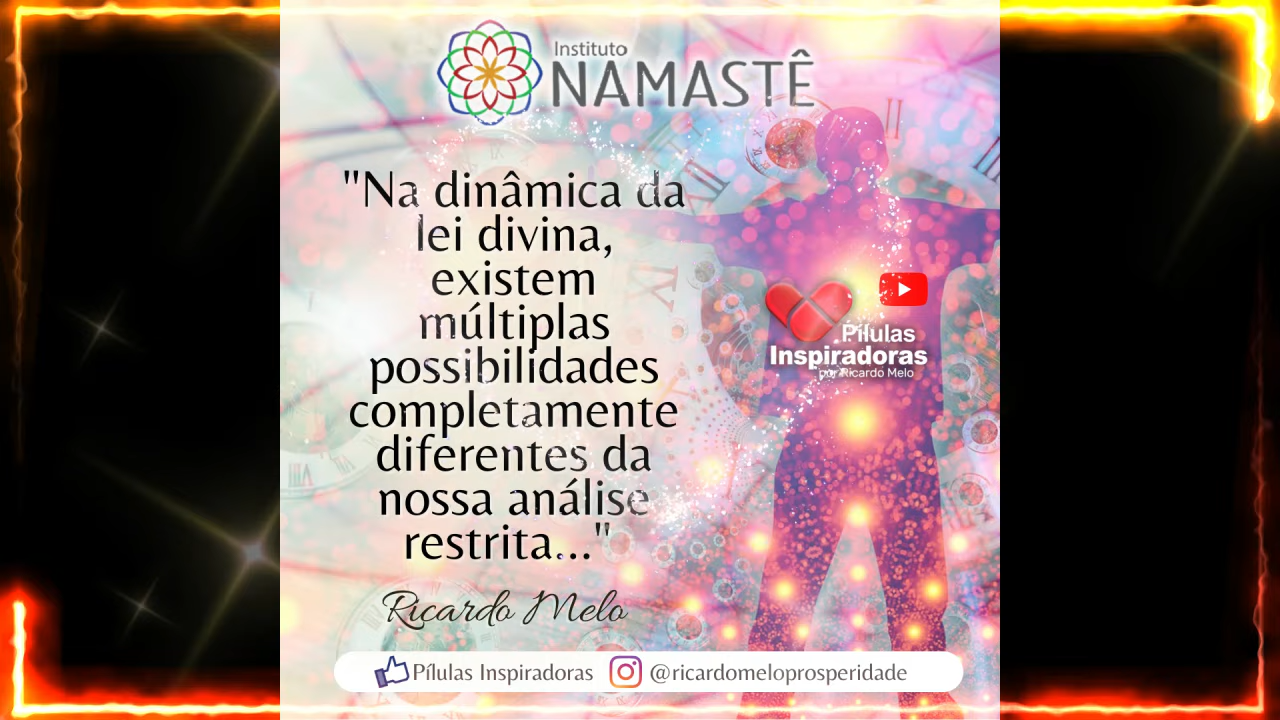 Instituto
NAMASTÊ
"Na dinâmica da
lei divina,
existem
múltiplas
possibilidades
completamente
diferentes da
nossa análise
restrita..."
Ricardo Melo
Pílulas
Inspiradoras
por Ricardo Melo
Pílulas Inspiradoras @ricardomeloprosperidade